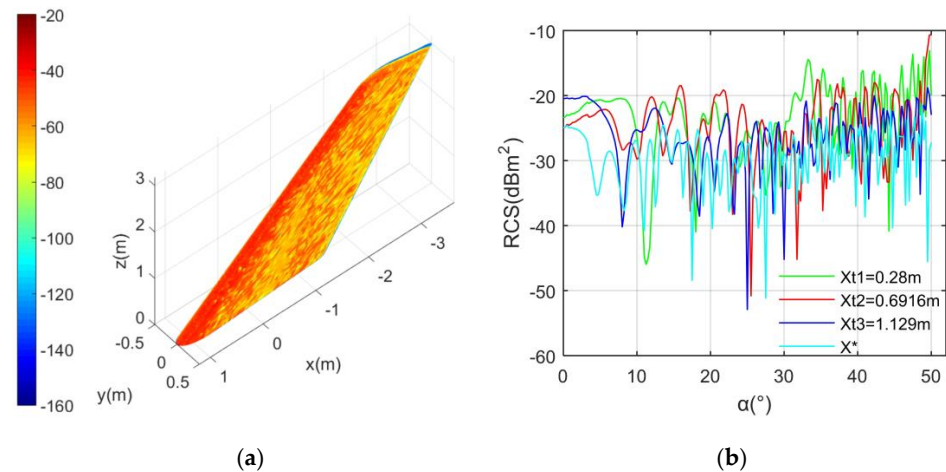 -20
-40
-60
-80
-100
-120
-140
-160
3
2
1
0
z(m)
-0.5
0
0.5
y(m)
1
0
-1
-2
-3
x(m)
-10
-20
-30
-40
-50
-60
RCS(dBm²)
0
10
20
30
40
50
α(°)
Xt1=0.28m
Xt2=0.6916m
Xt3=1.129m
X*
(a)
(b)